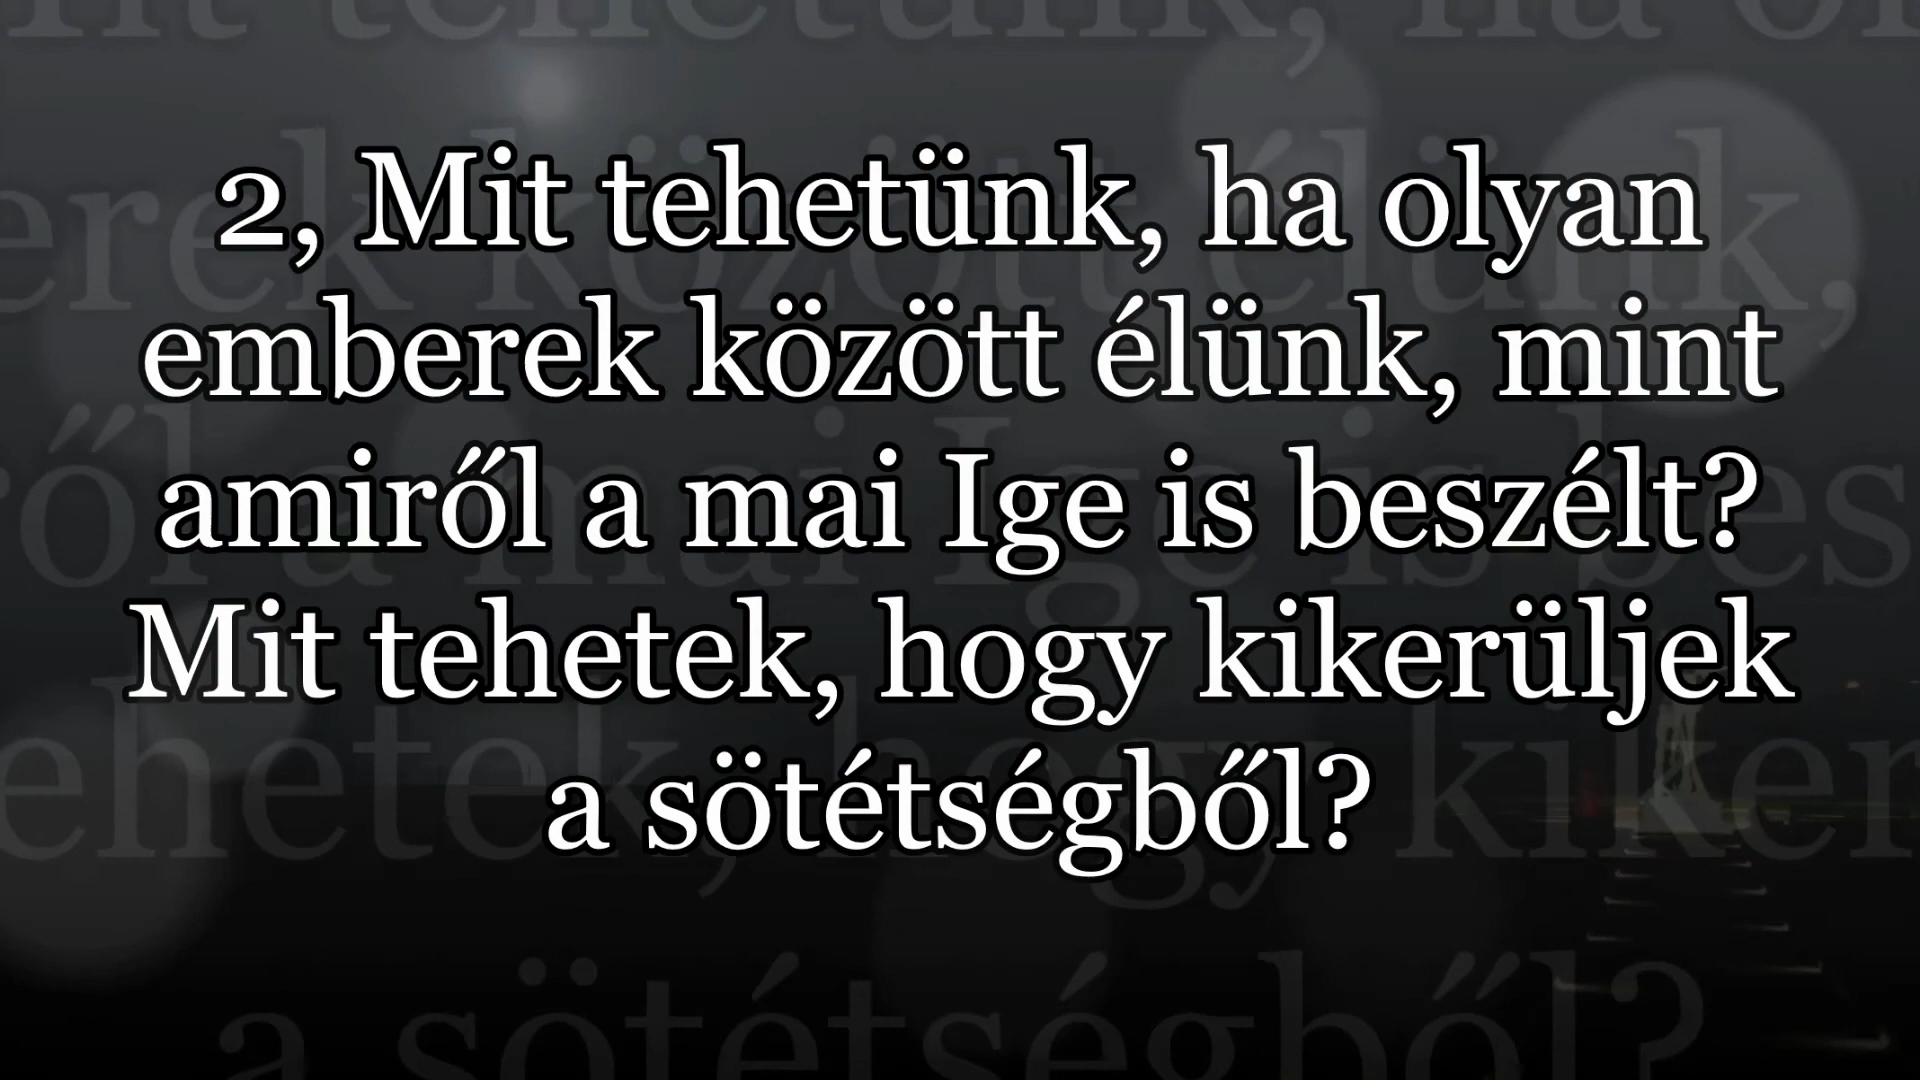 2, Mit tehetünk, ha olyan
emberek között élünk, mint
amiről a mai Ige is beszélt?
Mit tehetek, hogy kikerüljek
a sötétségből?